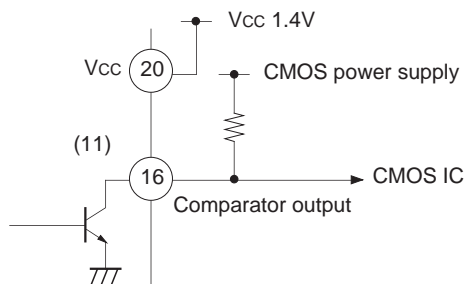 Vcc 1.4V
Vcc 20
CMOS power supply
(11)
16
CMOS IC
Comparator output